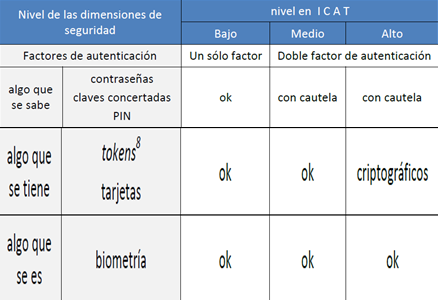 Nivel de las dimensiones de seguridad
nivel en I C A T
Bajo Medio Alto
Factores de autenticación Un sólo factor Doble factor de autenticación
algo que se sabe
contraseñas
claves concertadas
PIN
ok con cautela con cautela
algo que se tiene
tokens8
tarjetas
ok ok criptográficos
algo que se es
biometría
ok ok ok